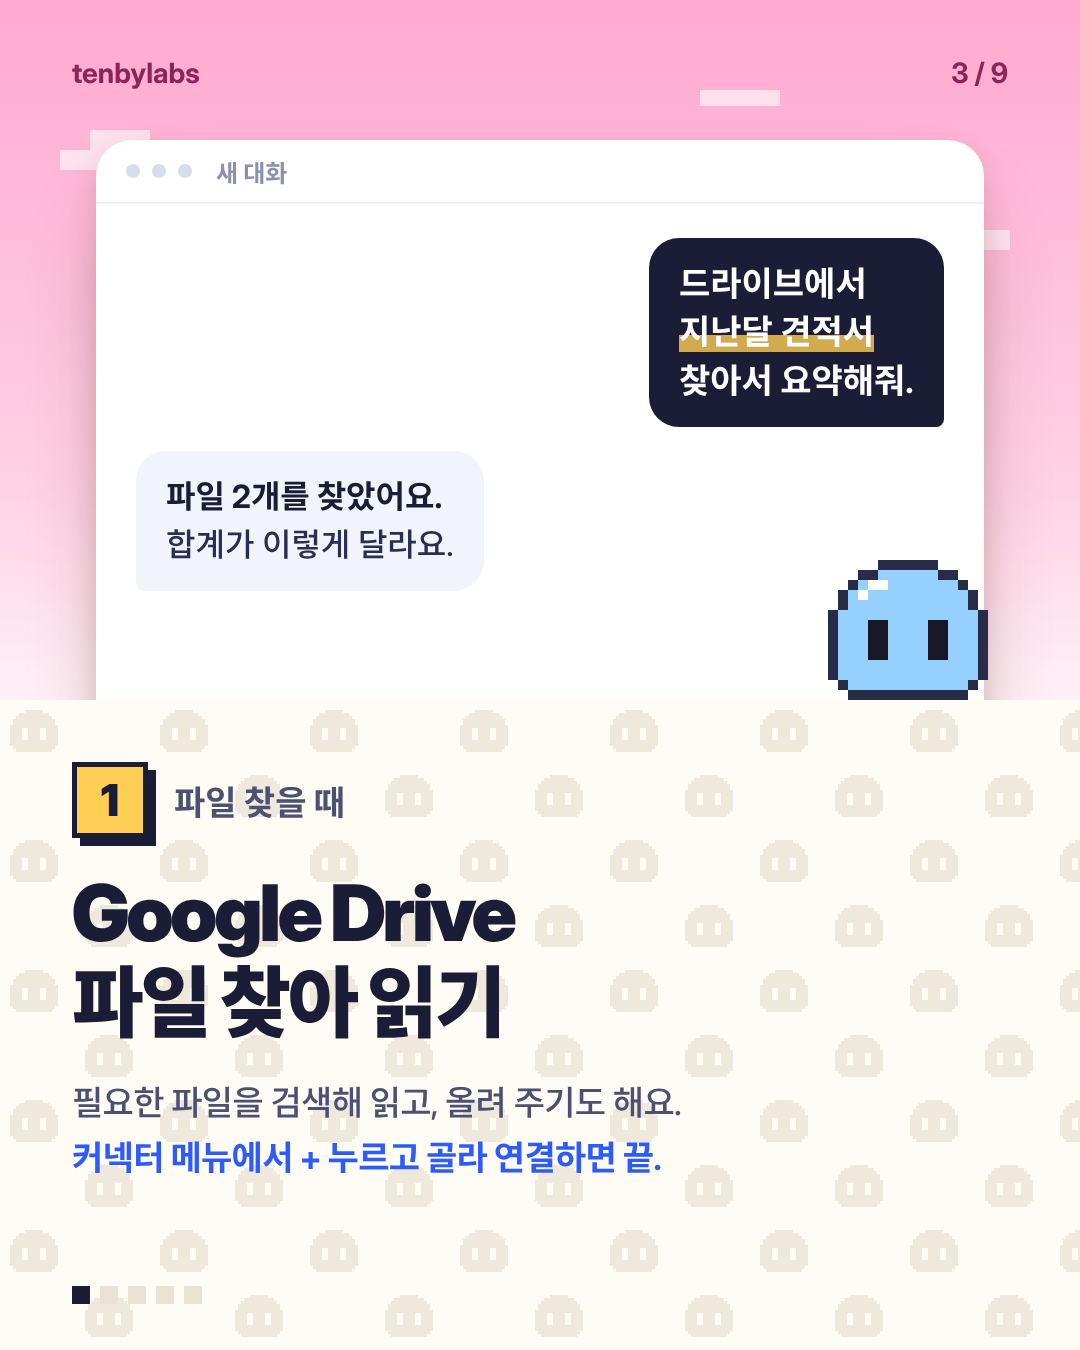 tenbylabs
3 / 9
새 대화
드라이브에서
지난달 견적서
찾아서 요약해줘.
파일 2개를 찾았어요.
합계가 이렇게 달라요.
1
파일 찾을 때
Google Drive
파일 찾아 읽기
필요한 파일을 검색해 읽고, 올려 주기도 해요.
커넥터 메뉴에서 + 누르고 골라 연결하면 끝.